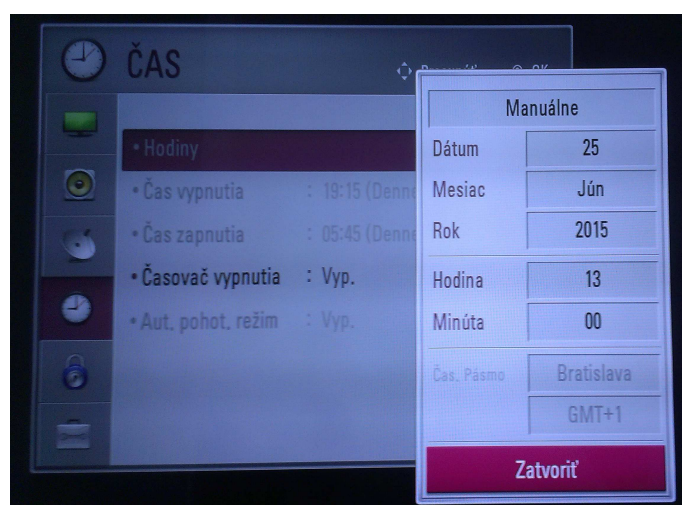 ČAS
OK
• Hodiny
• Čas vypnutia : 19:15 (Denne
• Čas zapnutia : 05:45 (Denne
• Časovač vypnutia : Vyp.
• Aut. pohot. režim : Vyp.
Manuálne
Dátum 25
Mesiac Jún
Rok 2015
Hodina 13
Minúta 00
Čas. Pásmo Bratislava
GMT+1
Zatvoriť